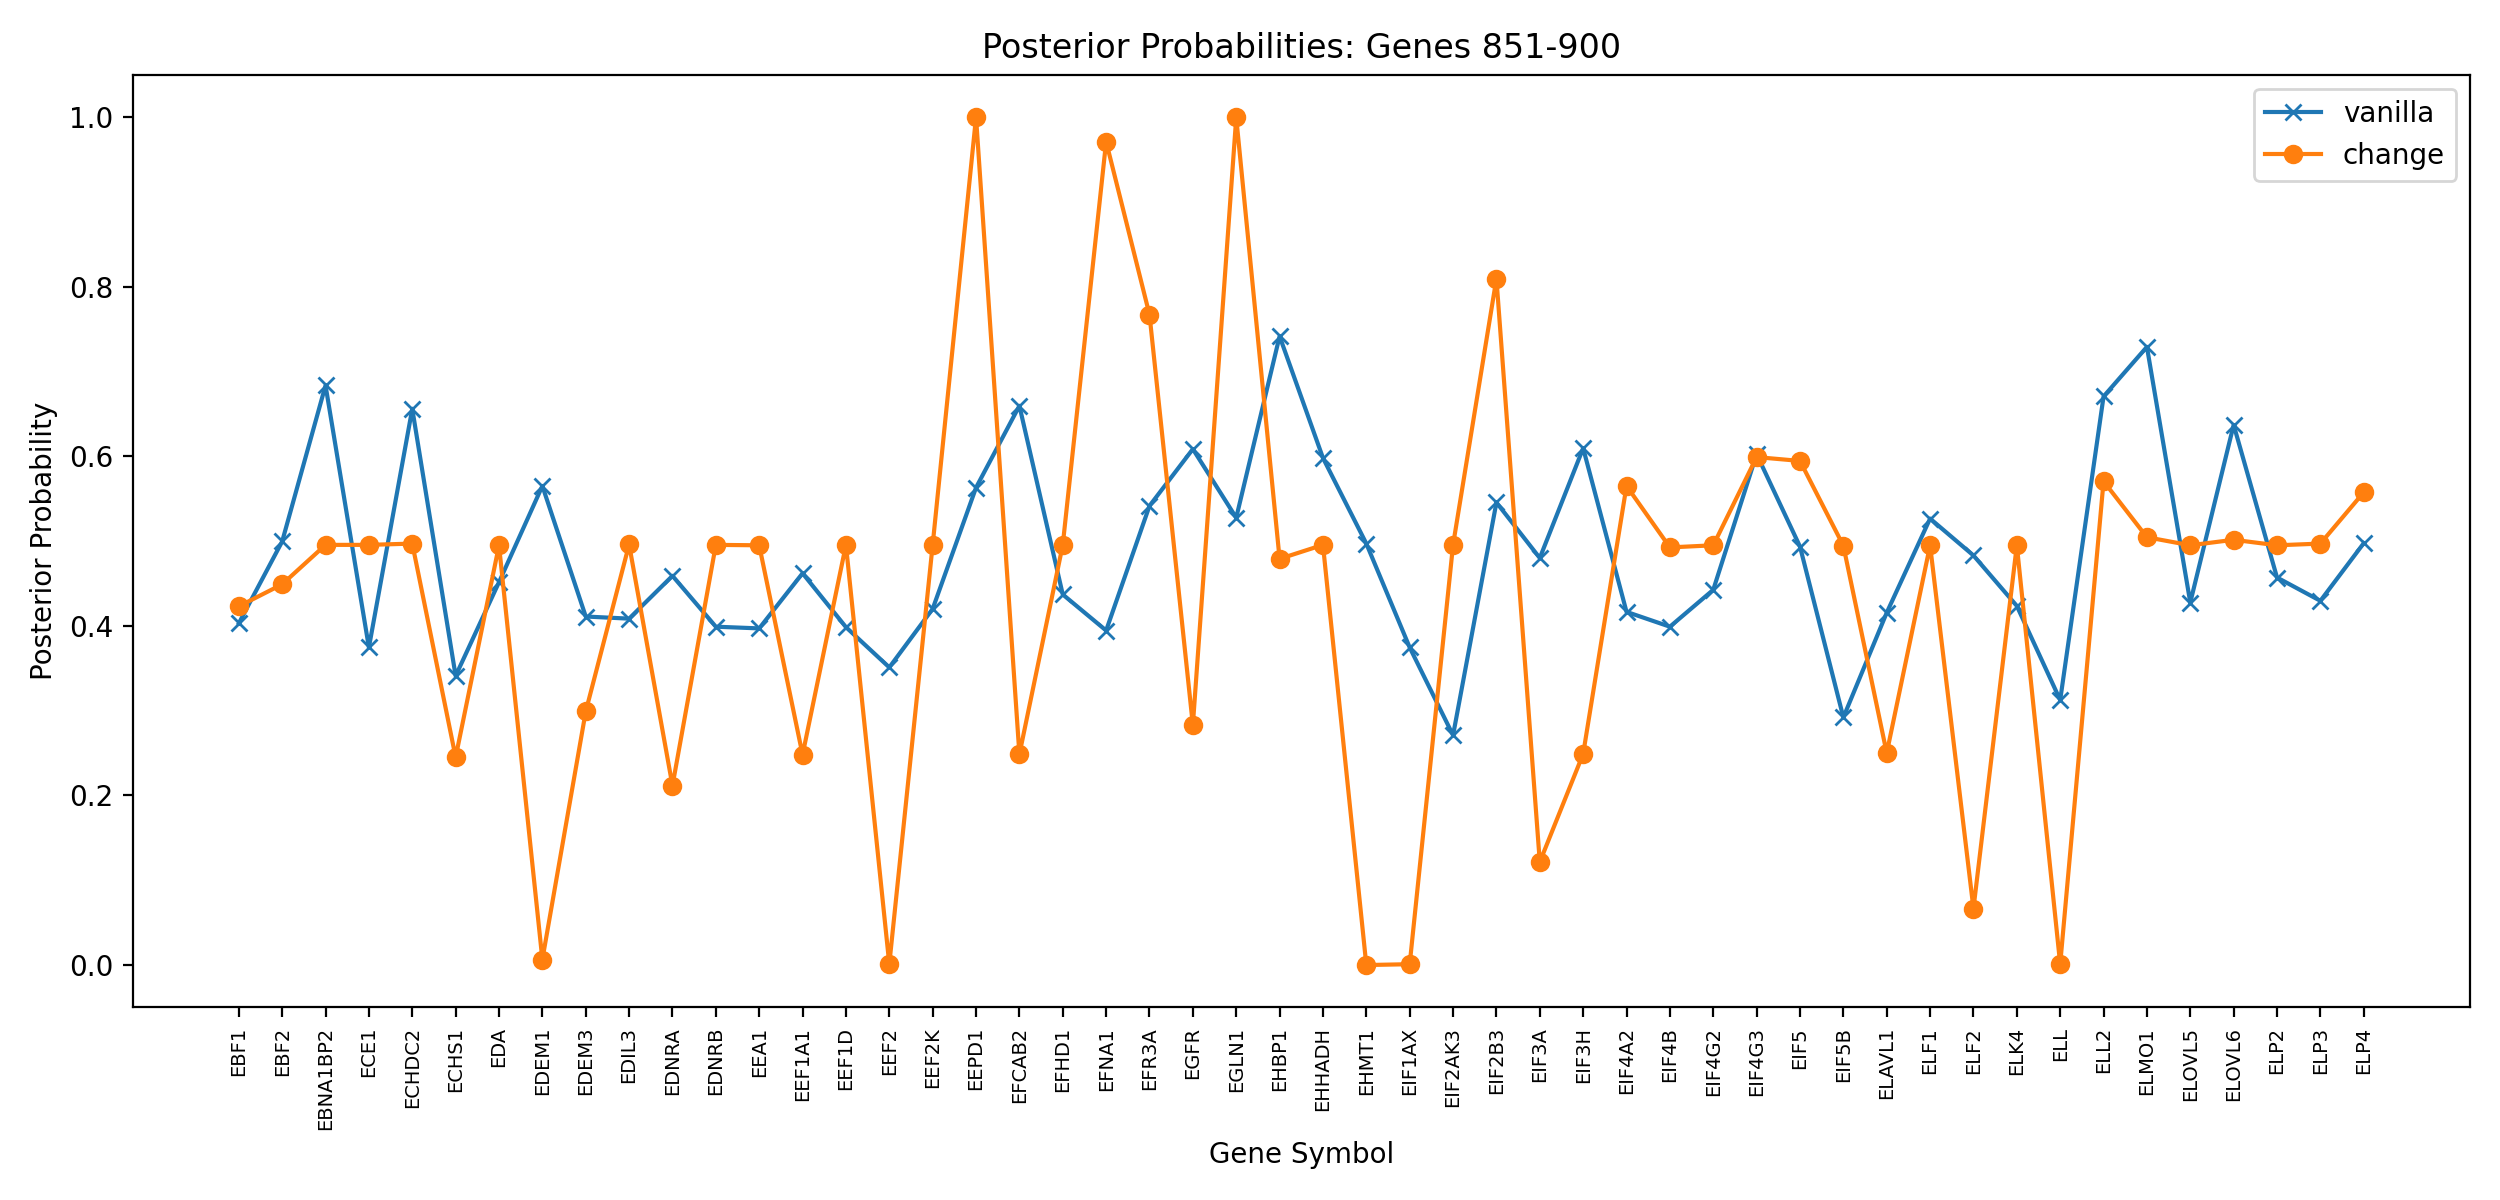 Posterior Probabilities: Genes 851-900
vanilla
change
Posterior Probability
1.0
0.8
0.6
0.4
0.2
0.0
EBF1
EBF2
EBNA1BP2
ECE1
ECHDC2
ECHS1
EDA
EDEM1
EDEM3
EDIL3
EDNRA
EDNRB
EEA1
EEF1A1
EEF1D
EEF2
EEF2K
EEPD1
EFCAB2
EFHD1
EFNA1
EFR3A
EGFR
EGLN1
EHBP1
EHHADH
EHMT1
EIF1AX
EIF2AK3
EIF2B3
EIF3A
EIF3H
EIF4A2
EIF4B
EIF4G2
EIF4G3
EIF5
EIF5B
ELAVL1
ELF1
ELF2
ELK4
ELL
ELL2
ELMO1
ELOVL5
ELOVL6
ELP2
ELP3
ELP4
Gene Symbol